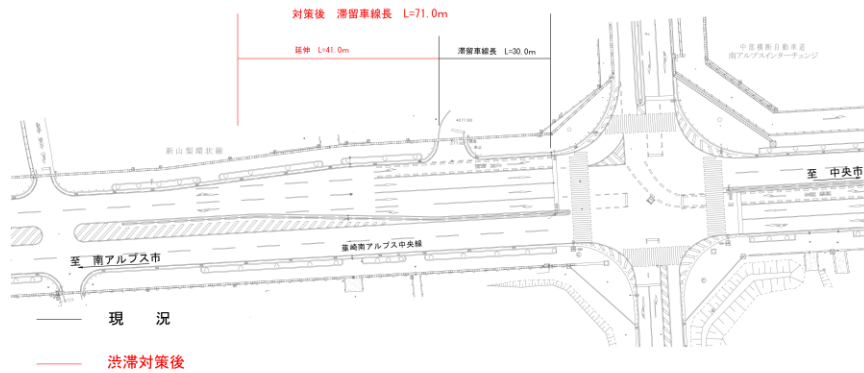 対策後 滞留車線長 L=71.0m
延伸 L=41.0m
滞留車線長 L=30.0m
中部横断自動車道
南アルプスインターチェンジ
新山梨環状線
至 中央市
韮崎南アルプス中央線
至 南アルプス市
現 況
渋滞対策後